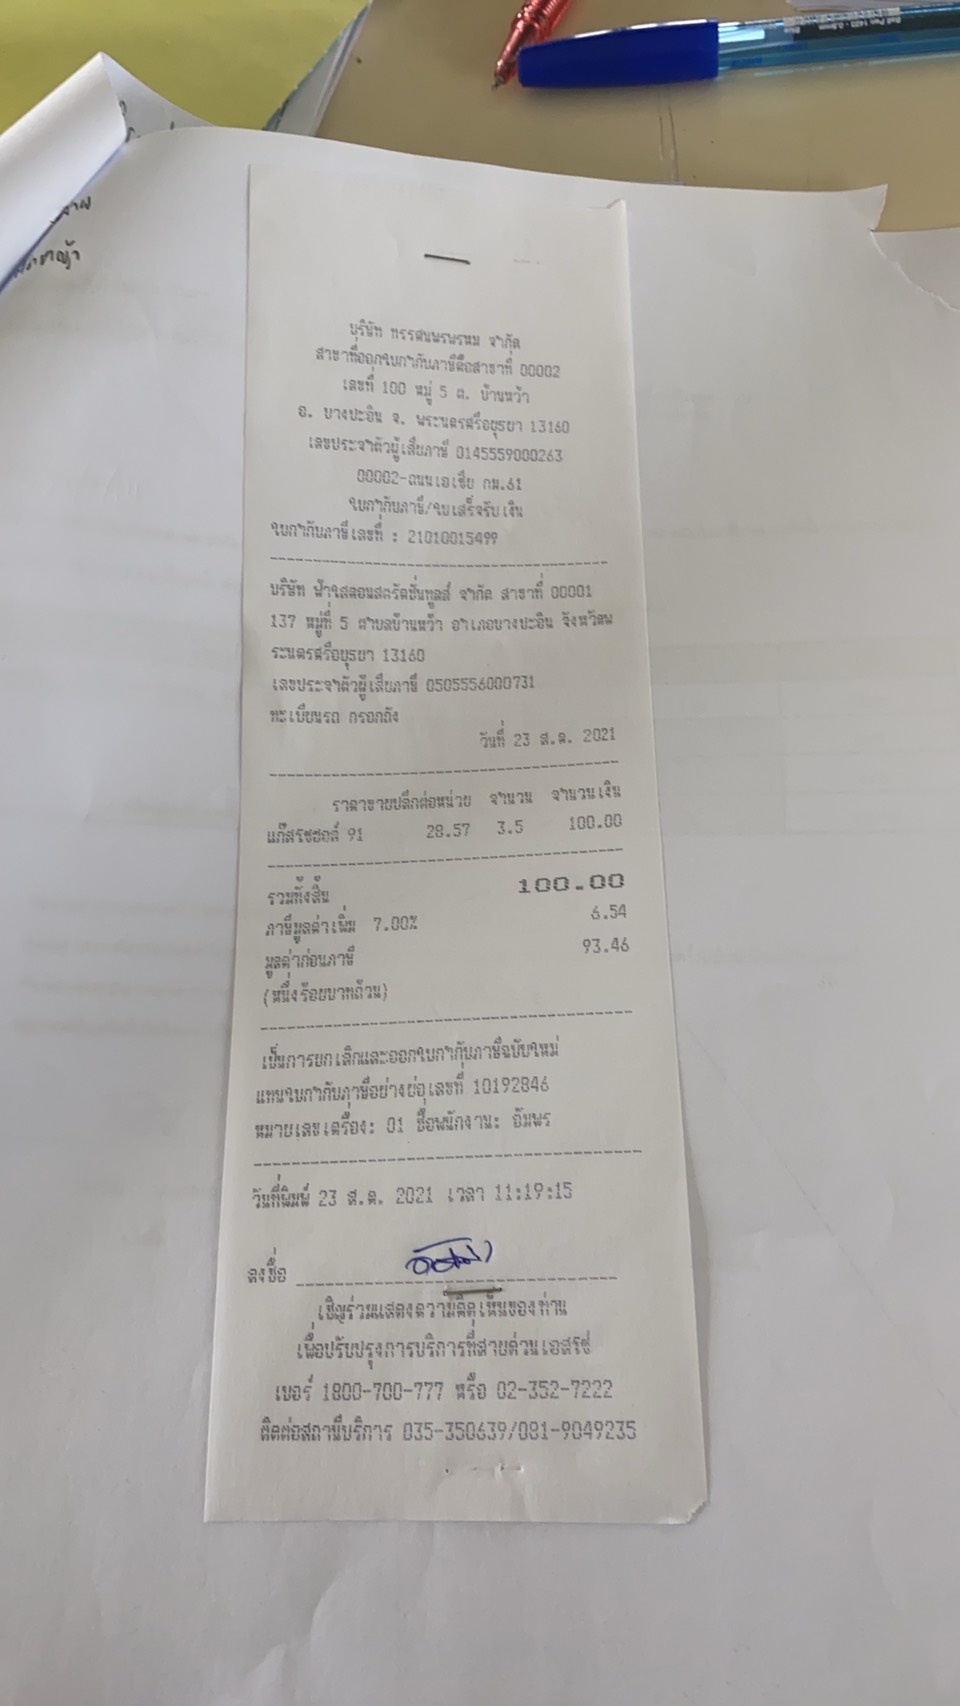 บริษัท พรรตนพรพรหม จำกัด
สาขาที่ออกใบกำกับภาษีคือสาขาที่ 00002
เลขที่ 100 หมู่ 5 ต. บ้านหว้า
อ. บางปะอิน จ. พระนครศรีอยุธยา 13160
เลขประจำตัวผู้เสียภาษี 0145559000263
00002-ถนนเอเซีย กม.61
ใบกำกับภาษี/ใบเสร็จรับเงิน
ใบกำกับภาษีเลขที่ : 21010015499
บริษัท ฟ้าใสคอนสตรัคชั่นทูลส์ จำกัด สาขาที่ 00001
137 หมู่ที่ 5 ตำบลบ้านหว้า อำเภอบางปะอิน จังหวัดพ
ระนครศรีอยุธยา 13160
เลขประจำตัวผู้เสียภาษี 0505556000731
ทะเบียนรถ กรอกถัง
วันที่ 23 ส.ค. 2021
ราคาขายปลีกต่อหน่วย จำนวน จำนวนเงิน
แก๊สโซฮอล์ 91 28.57 3.5 100.00
รวมทั้งสิ้น 100.00
ภาษีมูลค่าเพิ่ม 7.00% 6.54
มูลค่าก่อนภาษี 93.46
(หนึ่งร้อยบาทถ้วน)
เป็นการยกเลิกและออกใบกำกับภาษีฉบับใหม่
แทนใบกำกับภาษีอย่างย่อเลขที่ 10192846
หมายเลขเครื่อง: 01 ชื่อพนักงาน: อัมพร
วันที่พิมพ์ 23 ส.ค. 2021 เวลา 11:19:15
ลงชื่อ
เชิญร่วมแสดงความคิดเห็นของท่าน
เพื่อปรับปรุงการบริการที่สายด่วนเอสโซ่
เบอร์ 1800-700-777 หรือ 02-352-7222
ติดต่อสถานีบริการ 035-350639/081-9049235